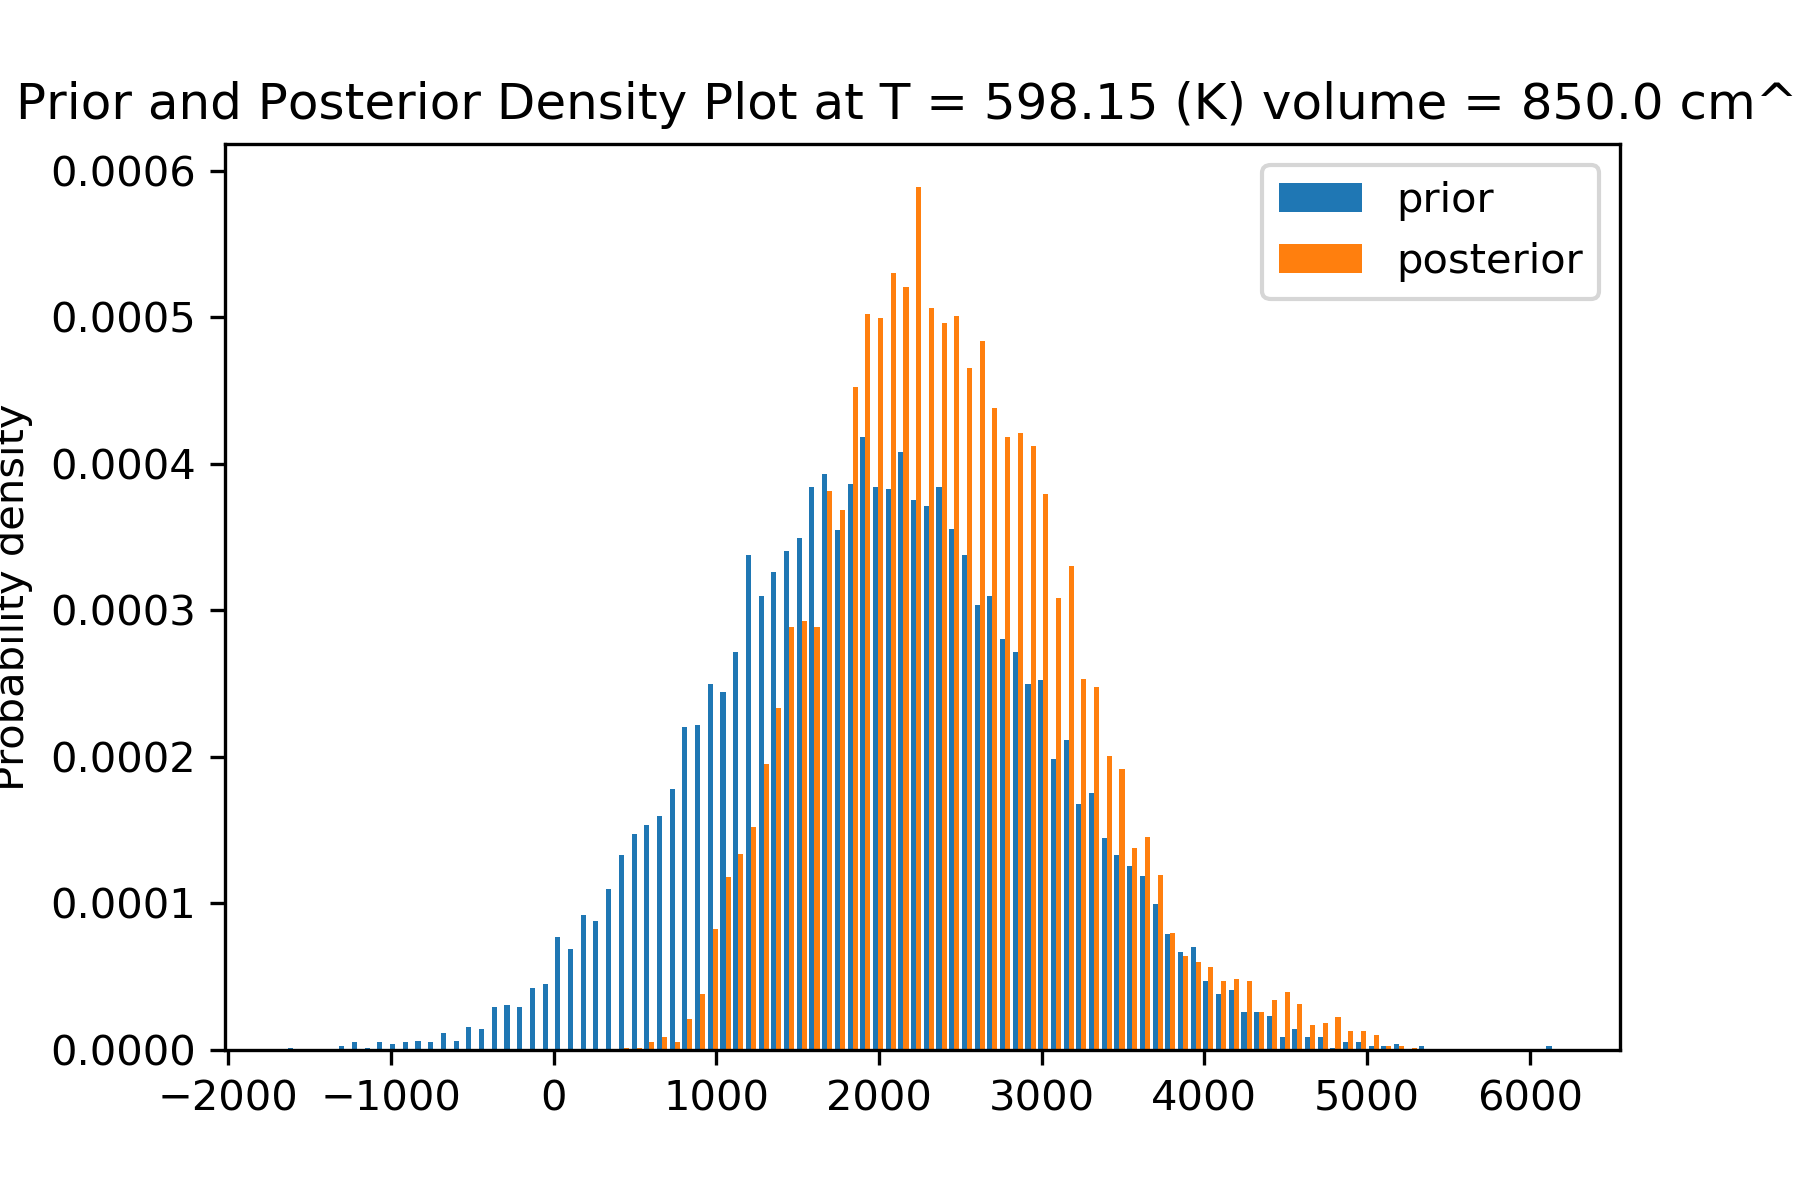 Prior and Posterior Density Plot at T = 598.15 (K) volume = 850.0 cm^
prior
posterior
Probability density
0.0006
0.0005
0.0004
0.0003
0.0002
0.0001
0.0000
−2000 −1000 0 1000 2000 3000 4000 5000 6000